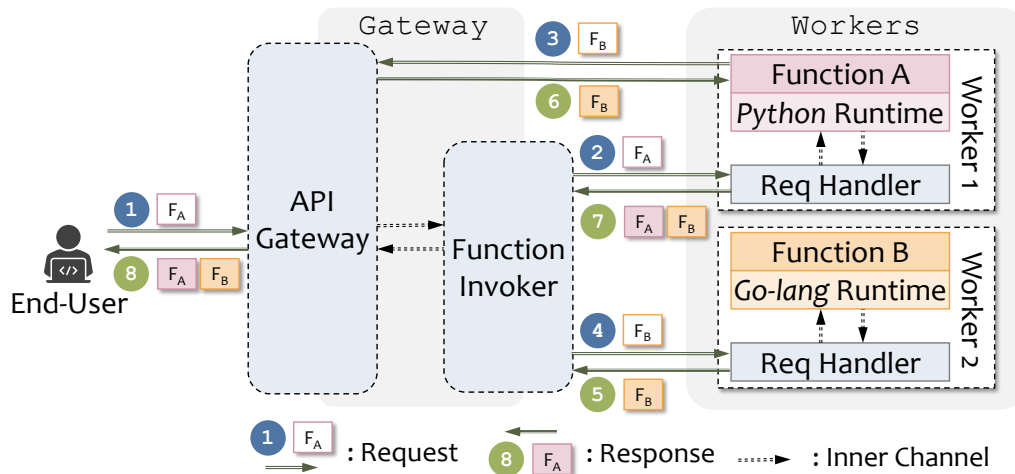 Gateway
Workers
3 F_B
6 F_B
Function A
Python Runtime
Req Handler
Worker 1
2 F_A
7 F_A F_B
1 F_A
8 F_A F_B
End-User
API
Gateway
Function
Invoker
Function B
Go-lang Runtime
Req Handler
Worker 2
4 F_B
5 F_B
1 F_A : Request
8 F_A : Response
: Inner Channel